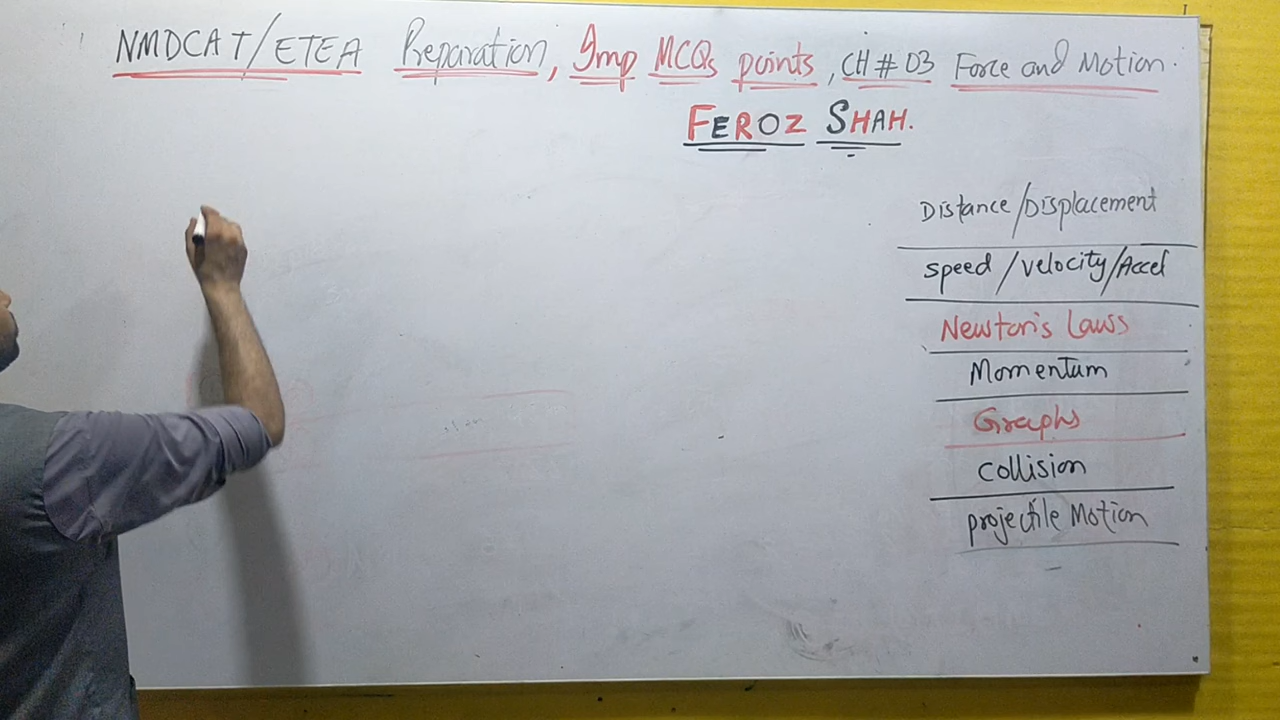 NMDCAT/ETEA Preparation, Imp MCQs points, CH # 03 Force and Motion.
FEROZ SHAH.
Distance/Displacement
speed/velocity/Accel
Newton's Laws
Momentum
Graphs
collision
projectile Motion